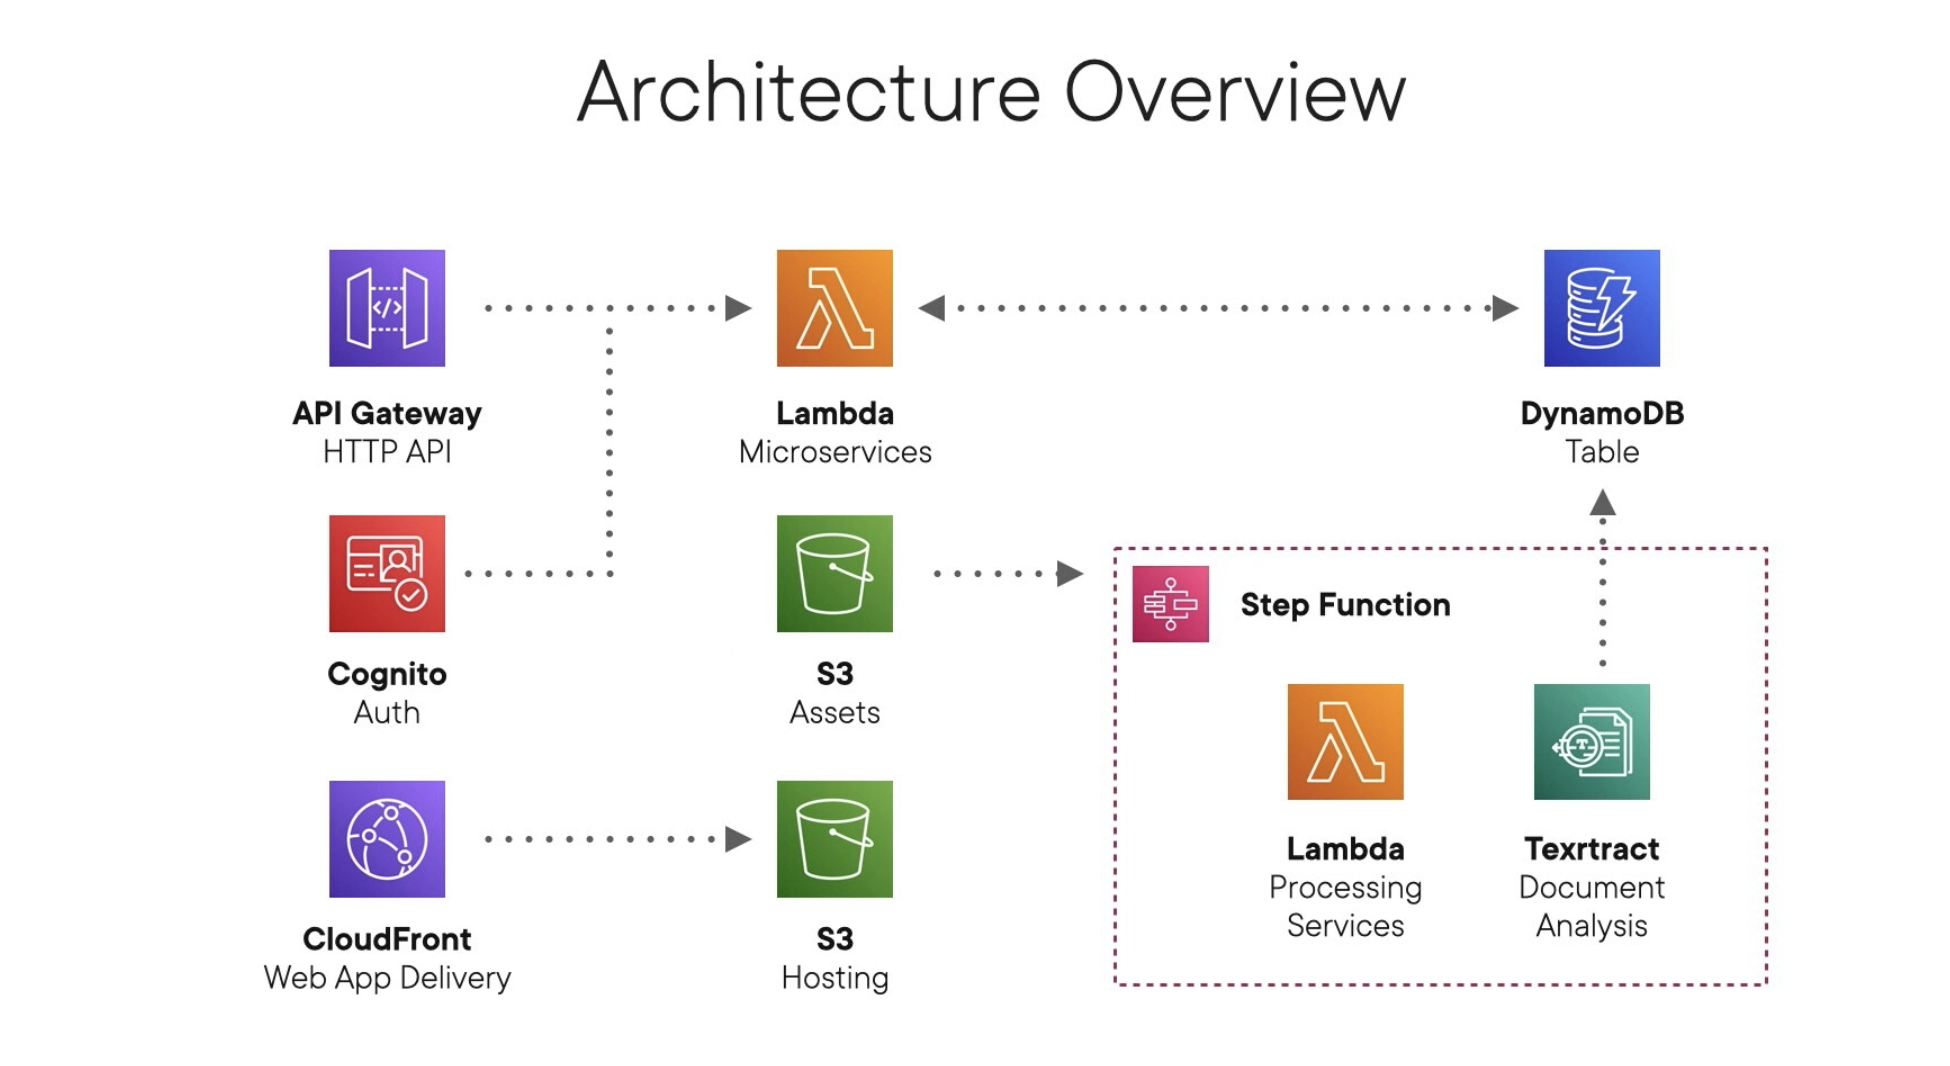 Architecture Overview
API Gateway
HTTP API
Lambda
Microservices
DynamoDB
Table
Cognito
Auth
S3
Assets
Step Function
Lambda
Processing
Services
Texrtract
Document
Analysis
CloudFront
Web App Delivery
S3
Hosting